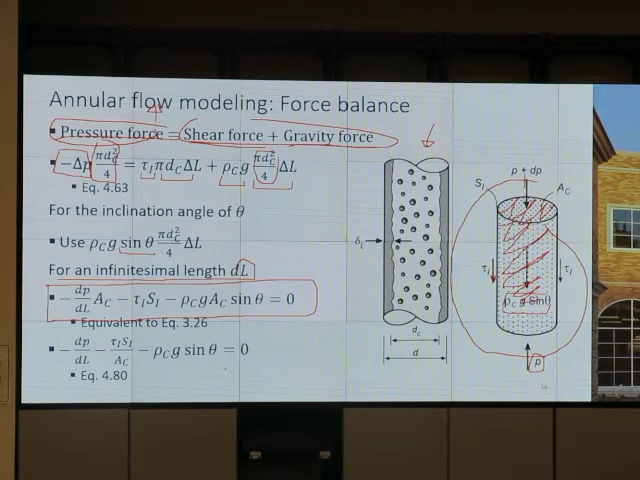 Annular flow modeling: Force balance
▪ Pressure force = Shear force + Gravity force
▪ −Δp πd_C²/4 = τ_I πd_C ΔL + ρ_C g πd_C²/4 ΔL
▪ Eq. 4.63
For the inclination angle of θ
▪ Use ρ_C g sin θ πd_C²/4 ΔL
For an infinitesimal length dL
▪ −dp/dL A_C − τ_I S_I − ρ_C g A_C sin θ = 0
▪ Equivalent to Eq. 3.26
▪ −dp/dL − τ_I S_I/A_C − ρ_C g sin θ = 0
▪ Eq. 4.80
δ_L
d_c
d
p + dp
S_I
A_C
τ_I
τ_I
ρ_C g Sinθ
p